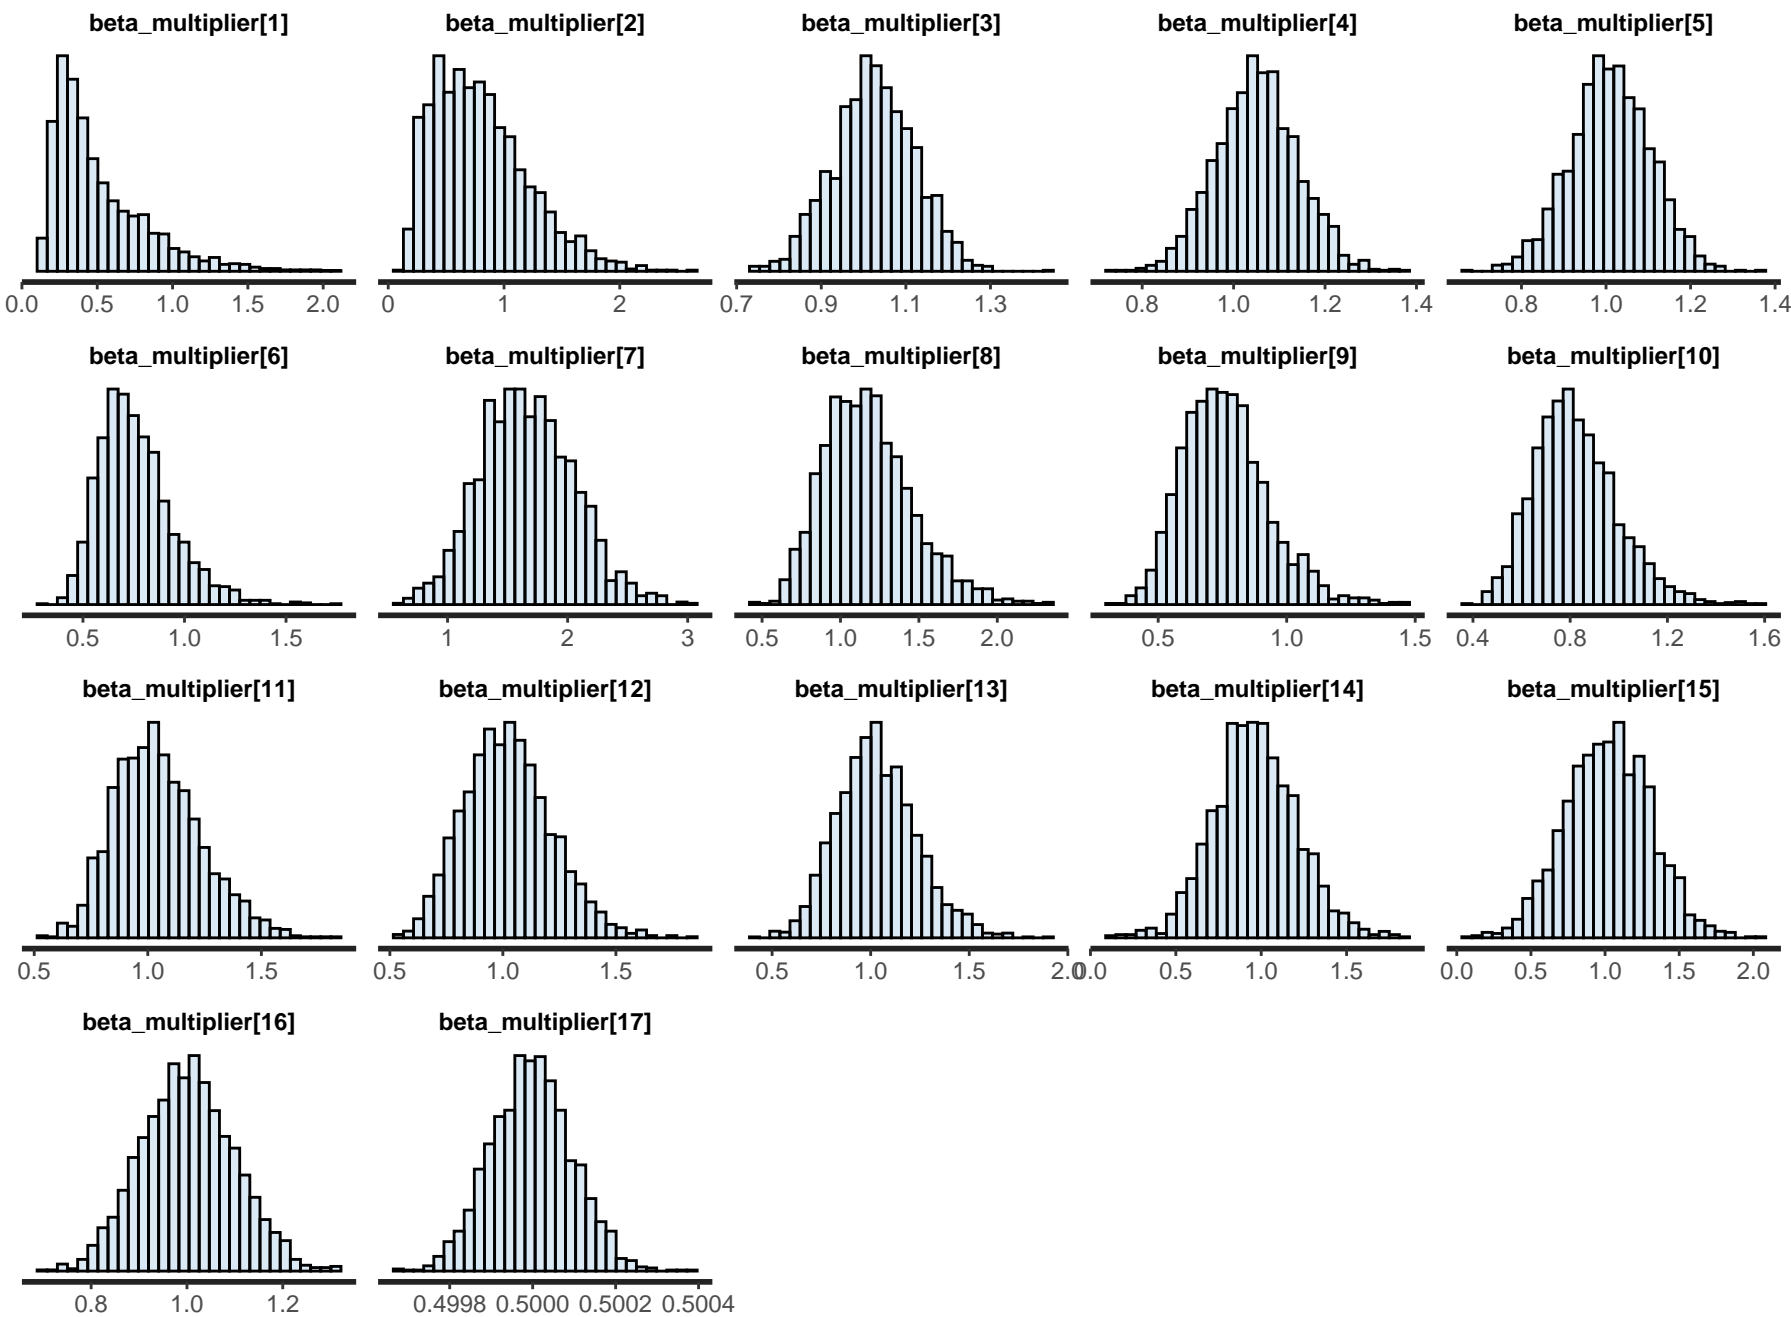 beta_multiplier[1] beta_multiplier[2] beta_multiplier[3] beta_multiplier[4] beta_multiplier[5]
0.0 0.5 1.0 1.5 2.0 0 1 2 0.7 0.9 1.1 1.3 0.8 1.0 1.2 1.4 0.8 1.0 1.2 1.4
beta_multiplier[6] beta_multiplier[7] beta_multiplier[8] beta_multiplier[9] beta_multiplier[10]
0.5 1.0 1.5 1 2 3 0.5 1.0 1.5 2.0 0.5 1.0 1.5 0.4 0.8 1.2 1.6
beta_multiplier[11] beta_multiplier[12] beta_multiplier[13] beta_multiplier[14] beta_multiplier[15]
0.5 1.0 1.5 0.5 1.0 1.5 0.5 1.0 1.5 2.0 0.0 0.5 1.0 1.5 0.0 0.5 1.0 1.5 2.0
beta_multiplier[16] beta_multiplier[17]
0.8 1.0 1.2 0.4998 0.5000 0.5002 0.5004